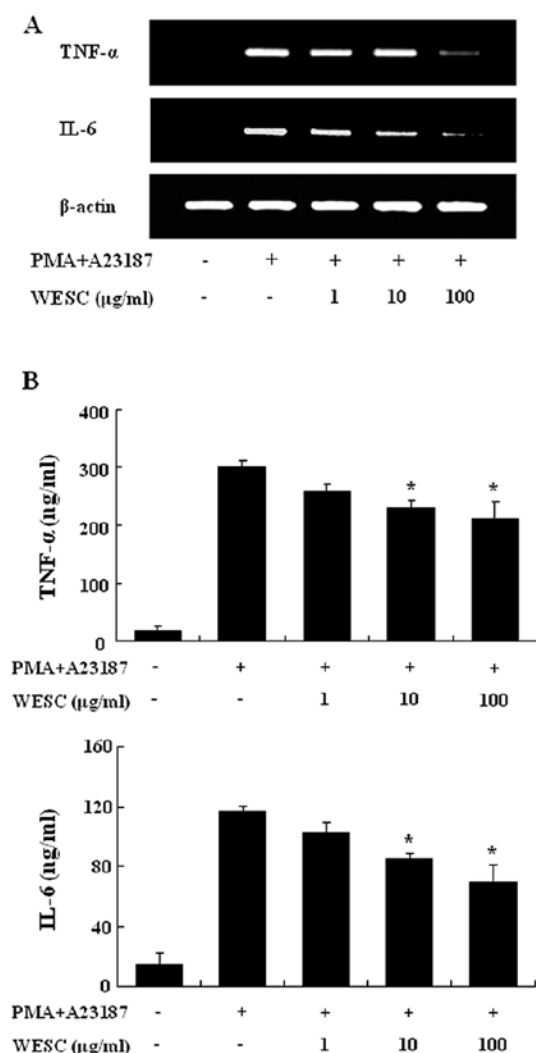 A
TNF-α
IL-6
β-actin
PMA+A23187 - + + + +
WESC (μg/ml) - - 1 10 100
B
400
300
200
100
0
TNF-α (ng/ml)
* *
PMA+A23187 - + + + +
WESC (μg/ml) - - 1 10 100
160
120
80
40
0
IL-6 (ng/ml)
* *
PMA+A23187 - + + + +
WESC (μg/ml) - - 1 10 100